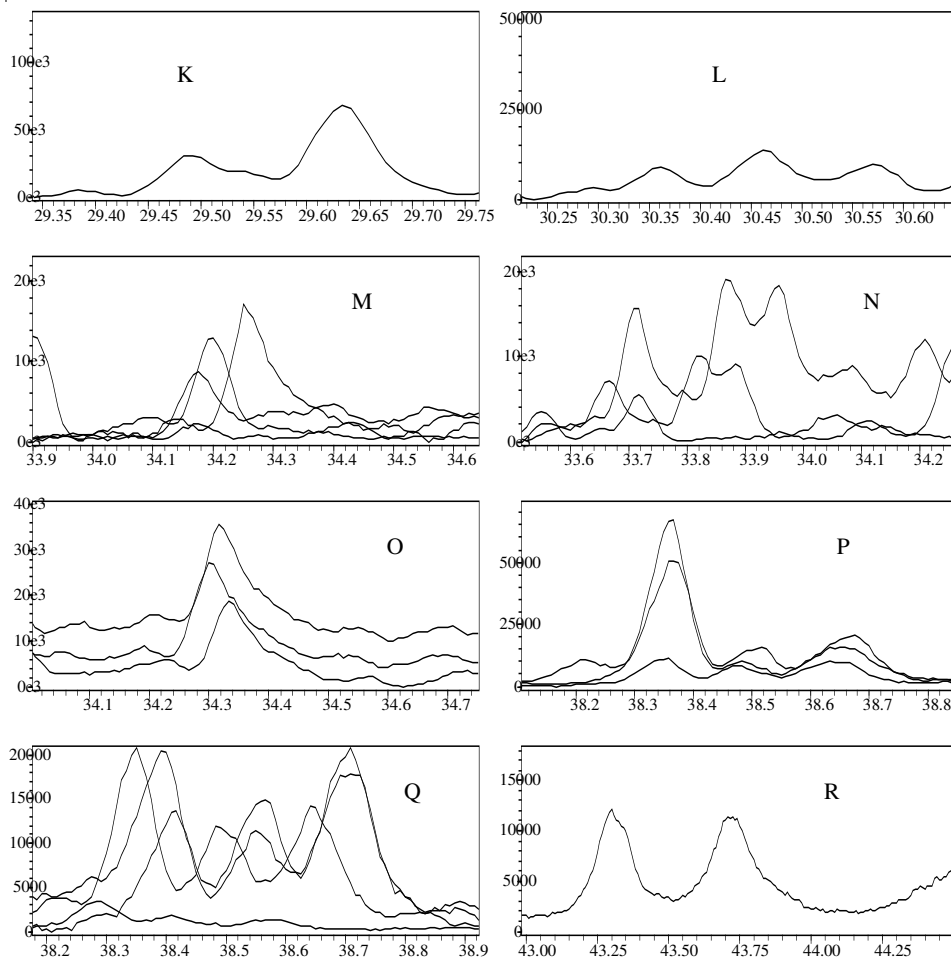 100e3
K
50e3
0e3
29.35 29.40 29.45 29.50 29.55 29.60 29.65 29.70 29.75
50000
L
25000
0
30.25 30.30 30.35 30.40 30.45 30.50 30.55 30.60
20e3
M
10e3
0e3
33.9 34.0 34.1 34.2 34.3 34.4 34.5 34.6
20e3
N
10e3
0e3
33.6 33.7 33.8 33.9 34.0 34.1 34.2
40e3
O
30e3
20e3
10e3
0e3
34.1 34.2 34.3 34.4 34.5 34.6 34.7
P
50000
25000
0
38.2 38.3 38.4 38.5 38.6 38.7 38.8
20000
Q
15000
10000
5000
0
38.2 38.3 38.4 38.5 38.6 38.7 38.8 38.9
15000
R
10000
5000
0
43.00 43.25 43.50 43.75 44.00 44.25